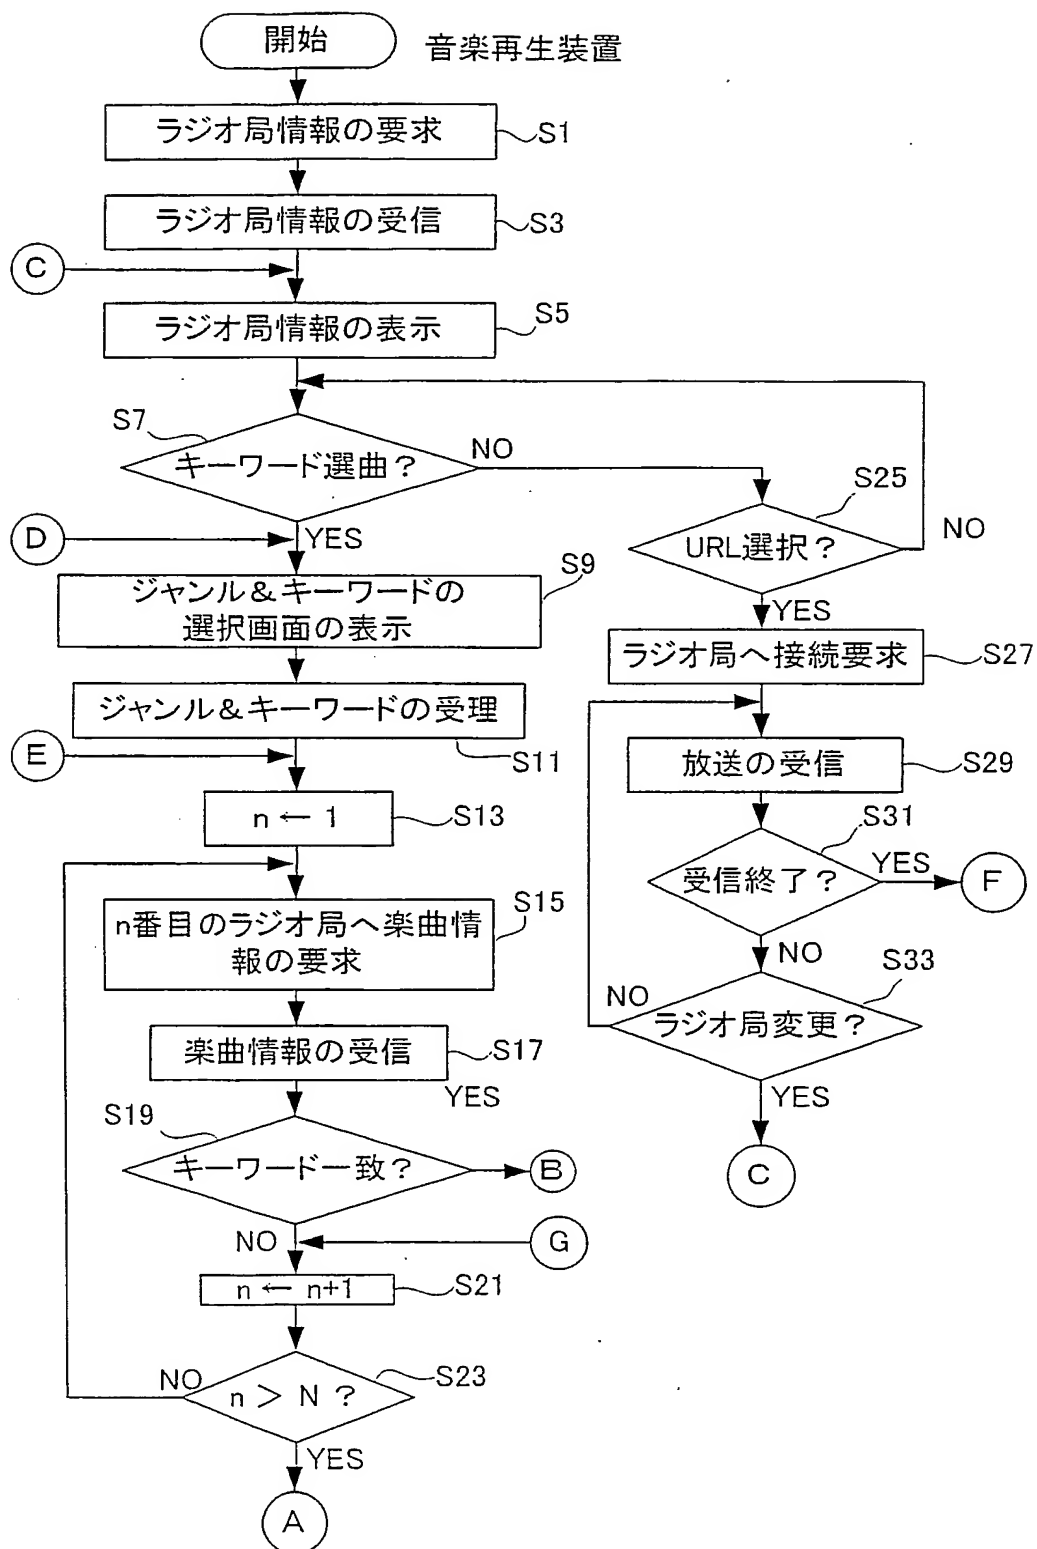 開始
音楽再生装置
ラジオ局情報の要求
S1
ラジオ局情報の受信
S3
C
ラジオ局情報の表示
S5
S7
キーワード選曲?
NO
YES
D
ジャンル&キーワードの
選択画面の表示
S9
ジャンル&キーワードの受理
S11
E
n ← 1
S13
n番目のラジオ局へ楽曲情
報の要求
S15
楽曲情報の受信
S17
YES
S19
キーワード一致?
B
NO
G
n ← n+1
S21
n > N ?
S23
NO
YES
A
S25
URL選択?
NO
YES
ラジオ局へ接続要求
S27
放送の受信
S29
S31
受信終了?
YES
F
NO
S33
NO
ラジオ局変更?
YES
C